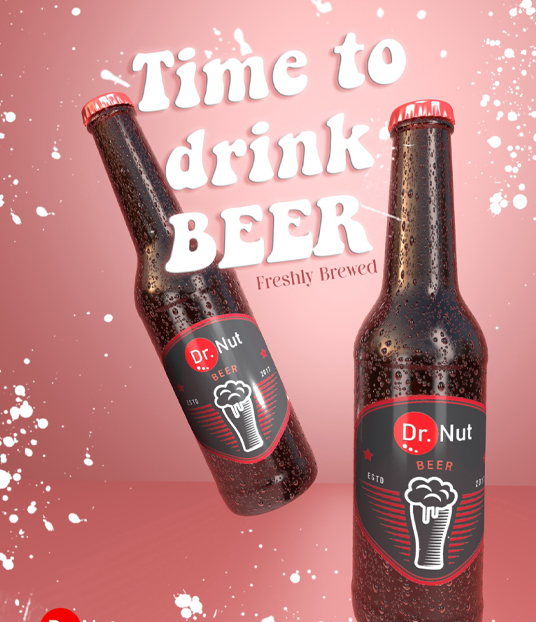 Time to
drink
BEER
Freshly Brewed
Dr. Nut
BEER
ESTD 2017
Dr. Nut
BEER
ESTD